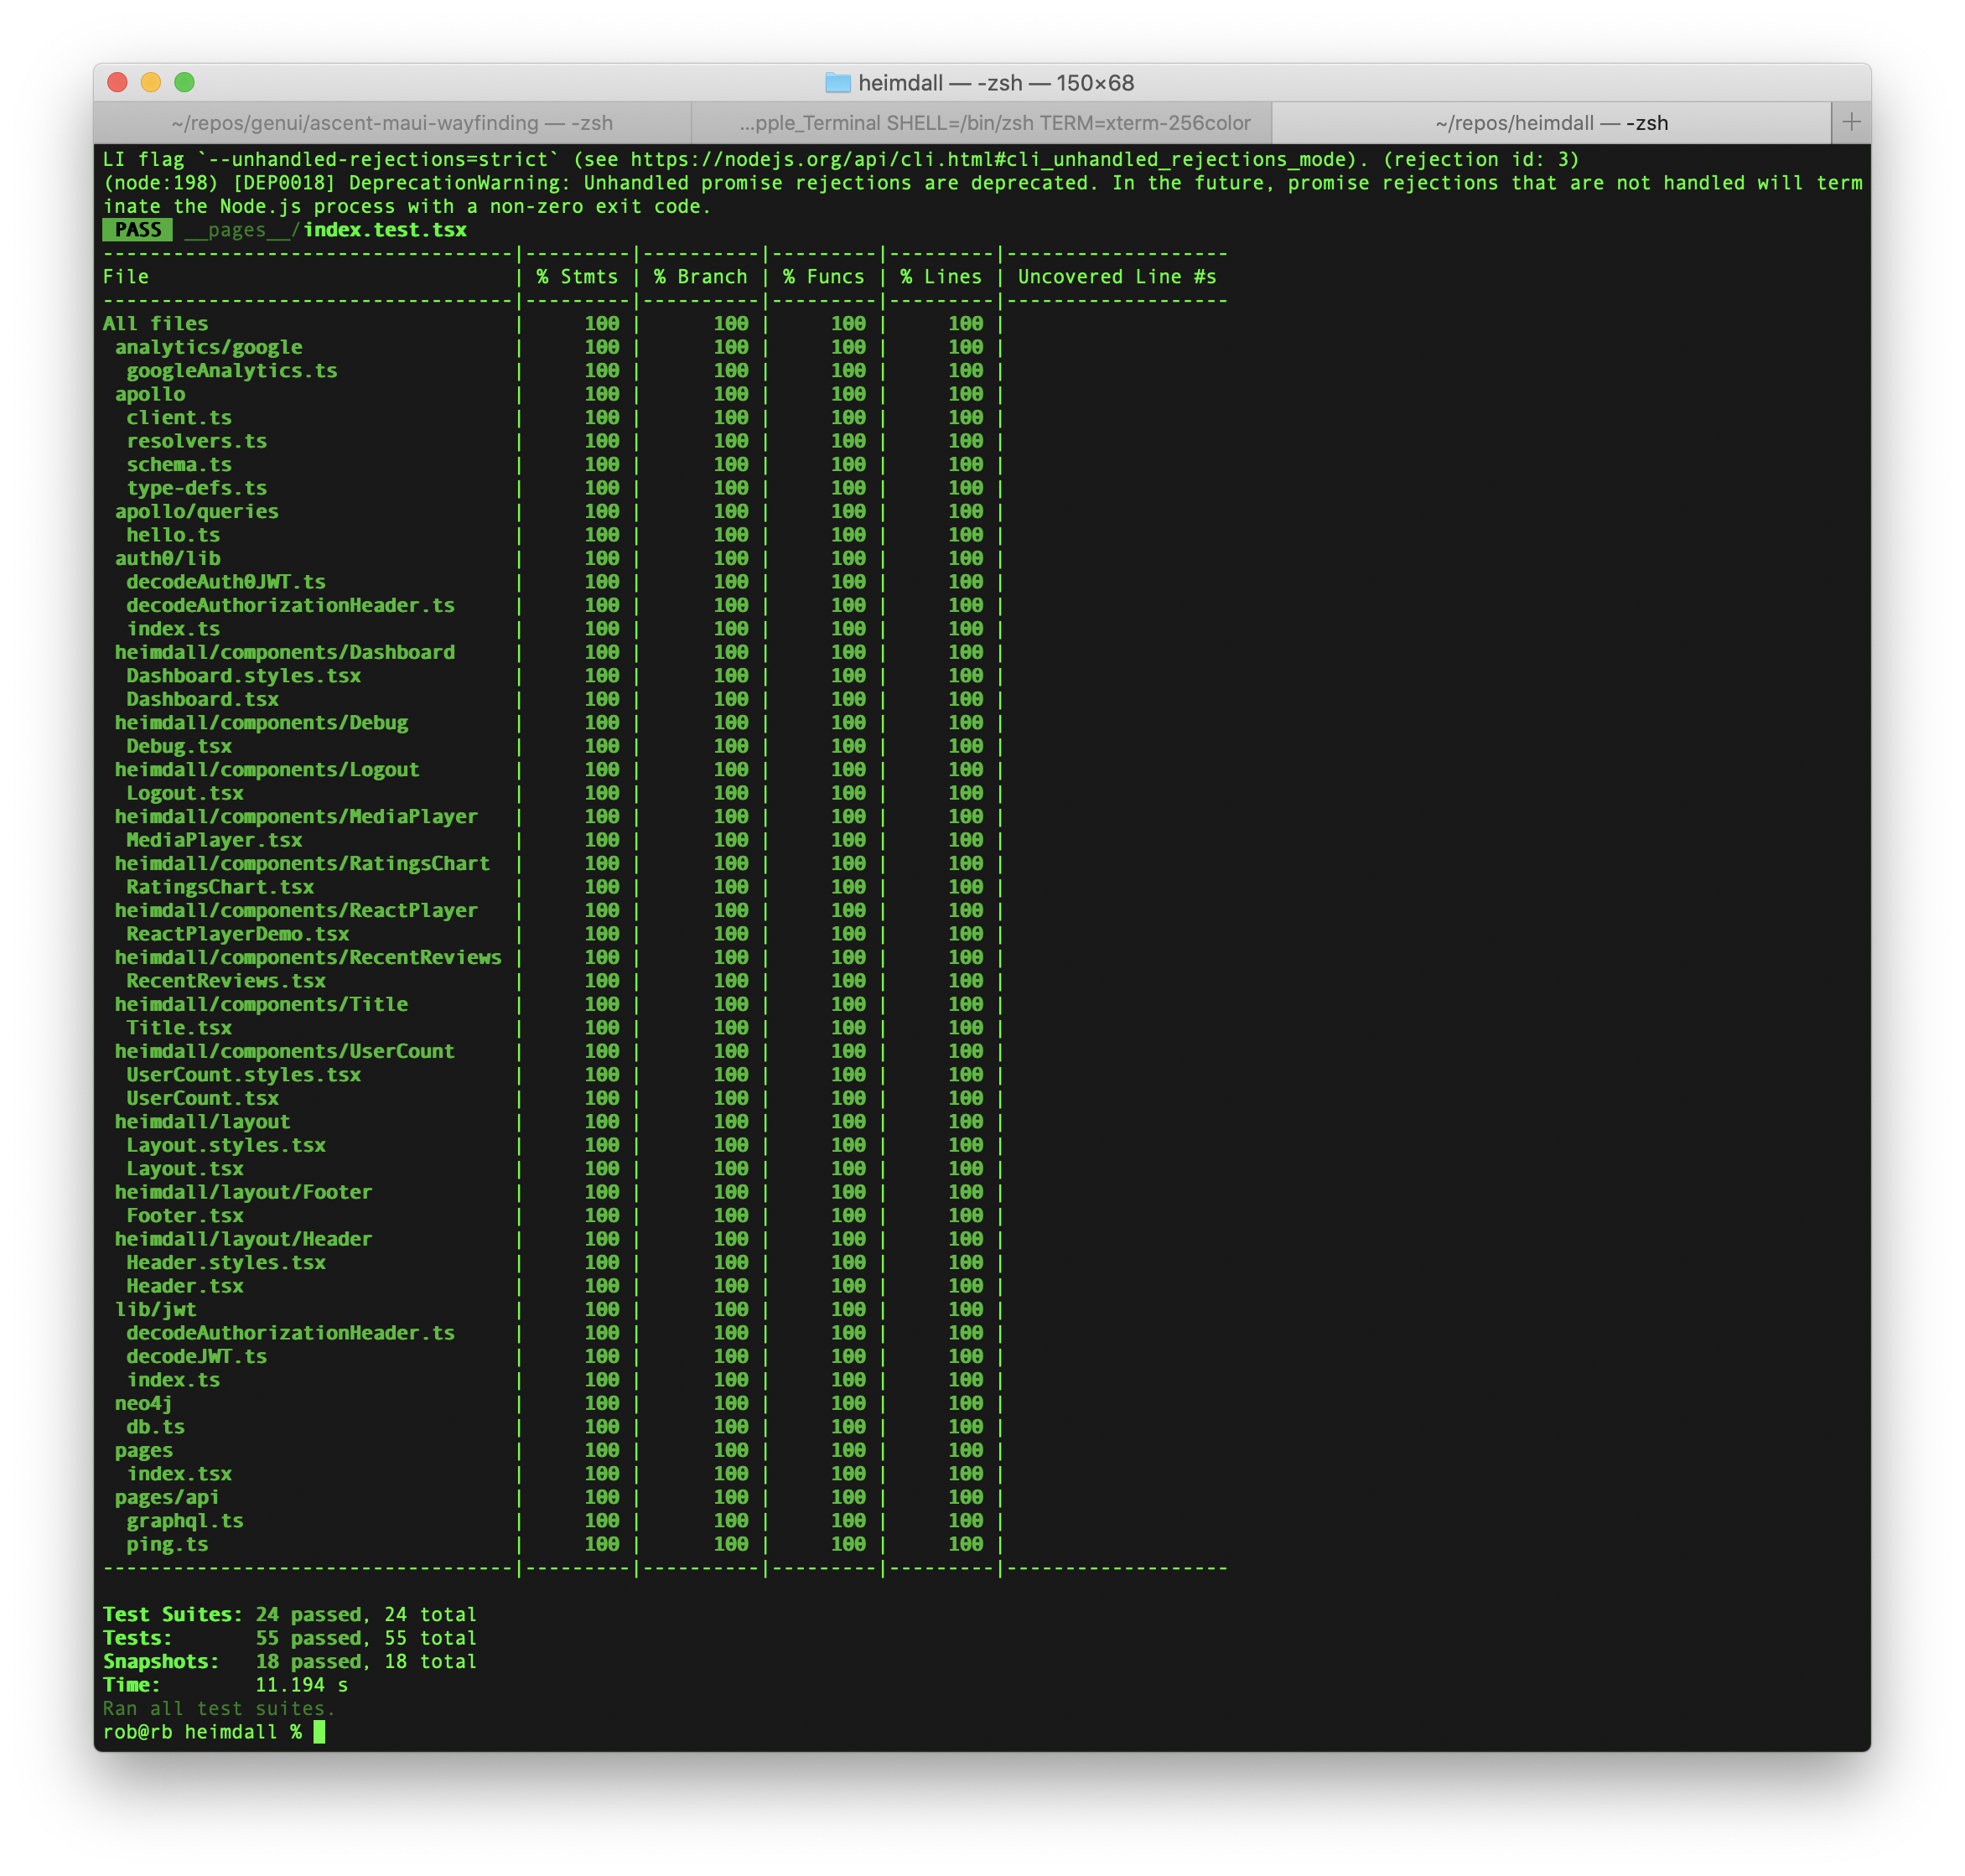 heimdall — -zsh — 150×68
~/repos/genui/ascent-maui-wayfinding — -zsh ...pple_Terminal SHELL=/bin/zsh TERM=xterm-256color ~/repos/heimdall — -zsh +
LI flag `--unhandled-rejections=strict` (see https://nodejs.org/api/cli.html#cli_unhandled_rejections_mode). (rejection id: 3)
(node:198) [DEP0018] DeprecationWarning: Unhandled promise rejections are deprecated. In the future, promise rejections that are not handled will term
inate the Node.js process with a non-zero exit code.
PASS __pages__/index.test.tsx
-----------------------------------|---------|----------|---------|---------|-------------------
File                               | % Stmts | % Branch | % Funcs | % Lines | Uncovered Line #s
-----------------------------------|---------|----------|---------|---------|-------------------
All files                          |     100 |      100 |     100 |     100 |
 analytics/google                  |     100 |      100 |     100 |     100 |
  googleAnalytics.ts               |     100 |      100 |     100 |     100 |
 apollo                            |     100 |      100 |     100 |     100 |
  client.ts                        |     100 |      100 |     100 |     100 |
  resolvers.ts                     |     100 |      100 |     100 |     100 |
  schema.ts                        |     100 |      100 |     100 |     100 |
  type-defs.ts                     |     100 |      100 |     100 |     100 |
 apollo/queries                    |     100 |      100 |     100 |     100 |
  hello.ts                         |     100 |      100 |     100 |     100 |
 auth0/lib                         |     100 |      100 |     100 |     100 |
  decodeAuth0JWT.ts                |     100 |      100 |     100 |     100 |
  decodeAuthorizationHeader.ts     |     100 |      100 |     100 |     100 |
  index.ts                         |     100 |      100 |     100 |     100 |
 heimdall/components/Dashboard     |     100 |      100 |     100 |     100 |
  Dashboard.styles.tsx             |     100 |      100 |     100 |     100 |
  Dashboard.tsx                    |     100 |      100 |     100 |     100 |
 heimdall/components/Debug         |     100 |      100 |     100 |     100 |
  Debug.tsx                        |     100 |      100 |     100 |     100 |
 heimdall/components/Logout        |     100 |      100 |     100 |     100 |
  Logout.tsx                       |     100 |      100 |     100 |     100 |
 heimdall/components/MediaPlayer   |     100 |      100 |     100 |     100 |
  MediaPlayer.tsx                  |     100 |      100 |     100 |     100 |
 heimdall/components/RatingsChart  |     100 |      100 |     100 |     100 |
  RatingsChart.tsx                 |     100 |      100 |     100 |     100 |
 heimdall/components/ReactPlayer   |     100 |      100 |     100 |     100 |
  ReactPlayerDemo.tsx              |     100 |      100 |     100 |     100 |
 heimdall/components/RecentReviews |     100 |      100 |     100 |     100 |
  RecentReviews.tsx                |     100 |      100 |     100 |     100 |
 heimdall/components/Title         |     100 |      100 |     100 |     100 |
  Title.tsx                        |     100 |      100 |     100 |     100 |
 heimdall/components/UserCount     |     100 |      100 |     100 |     100 |
  UserCount.styles.tsx             |     100 |      100 |     100 |     100 |
  UserCount.tsx                    |     100 |      100 |     100 |     100 |
 heimdall/layout                   |     100 |      100 |     100 |     100 |
  Layout.styles.tsx                |     100 |      100 |     100 |     100 |
  Layout.tsx                       |     100 |      100 |     100 |     100 |
 heimdall/layout/Footer            |     100 |      100 |     100 |     100 |
  Footer.tsx                       |     100 |      100 |     100 |     100 |
 heimdall/layout/Header            |     100 |      100 |     100 |     100 |
  Header.styles.tsx                |     100 |      100 |     100 |     100 |
  Header.tsx                       |     100 |      100 |     100 |     100 |
 lib/jwt                           |     100 |      100 |     100 |     100 |
  decodeAuthorizationHeader.ts     |     100 |      100 |     100 |     100 |
  decodeJWT.ts                     |     100 |      100 |     100 |     100 |
  index.ts                         |     100 |      100 |     100 |     100 |
 neo4j                             |     100 |      100 |     100 |     100 |
  db.ts                            |     100 |      100 |     100 |     100 |
 pages                             |     100 |      100 |     100 |     100 |
  index.tsx                        |     100 |      100 |     100 |     100 |
 pages/api                         |     100 |      100 |     100 |     100 |
  graphql.ts                       |     100 |      100 |     100 |     100 |
  ping.ts                          |     100 |      100 |     100 |     100 |
-----------------------------------|---------|----------|---------|---------|-------------------
Test Suites: 24 passed, 24 total
Tests:       55 passed, 55 total
Snapshots:   18 passed, 18 total
Time:        11.194 s
Ran all test suites.
rob@rb heimdall %